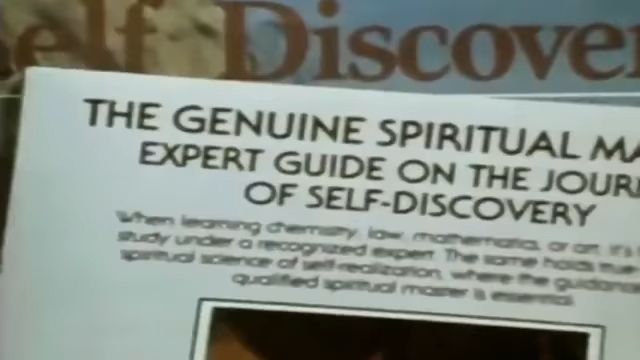 elf Discover
THE GENUINE SPIRITUAL MA
EXPERT GUIDE ON THE JOUR
OF SELF-DISCOVERY
When learning chemistry, law, mathematics, or art, it's
study under a recognized expert. The same holds true
spiritual science of self-realization, where the guidanc
qualified spiritual master is essential.